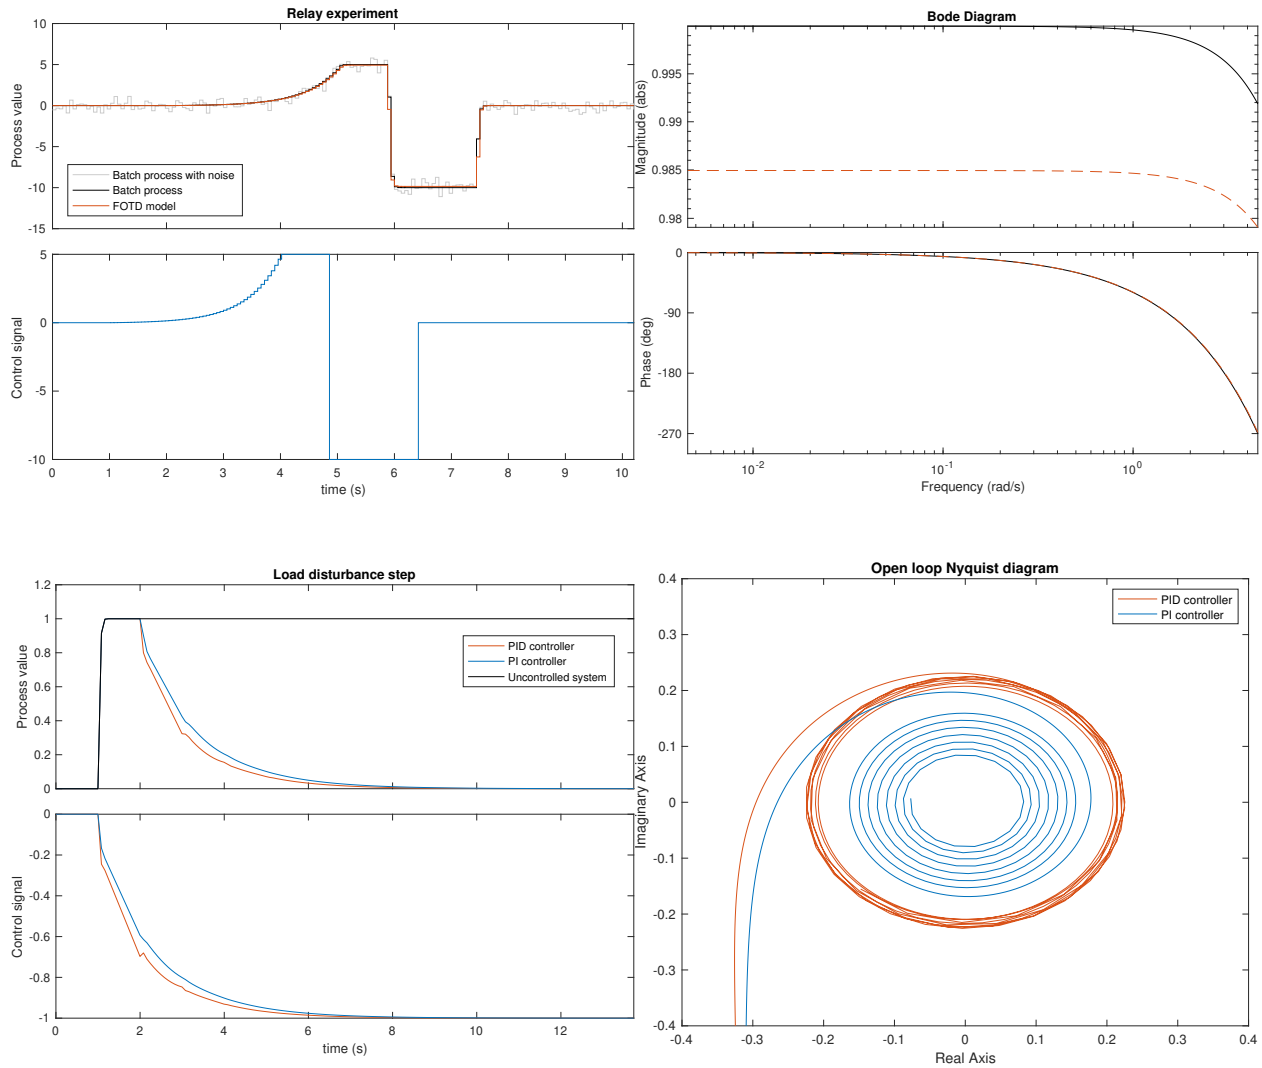 Relay experiment
10
5
0
-5
-10
-15
Process value
Batch process with noise
Batch process
FOTD model
5
0
-5
-10
Control signal
0 1 2 3 4 5 6 7 8 9 10
time (s)
Bode Diagram
0.995
0.99
0.985
0.98
Magnitude (abs)
0
-90
-180
-270
Phase (deg)
10-2 10-1 100
Frequency (rad/s)
Load disturbance step
1.2
1
0.8
0.6
0.4
0.2
0
Process value
PID controller
PI controller
Uncontrolled system
0
-0.2
-0.4
-0.6
-0.8
-1
Control signal
0 2 4 6 8 10 12
time (s)
Open loop Nyquist diagram
0.4
0.3
0.2
0.1
0
-0.1
-0.2
-0.3
-0.4
Imaginary Axis
PID controller
PI controller
-0.4 -0.3 -0.2 -0.1 0 0.1 0.2 0.3 0.4
Real Axis